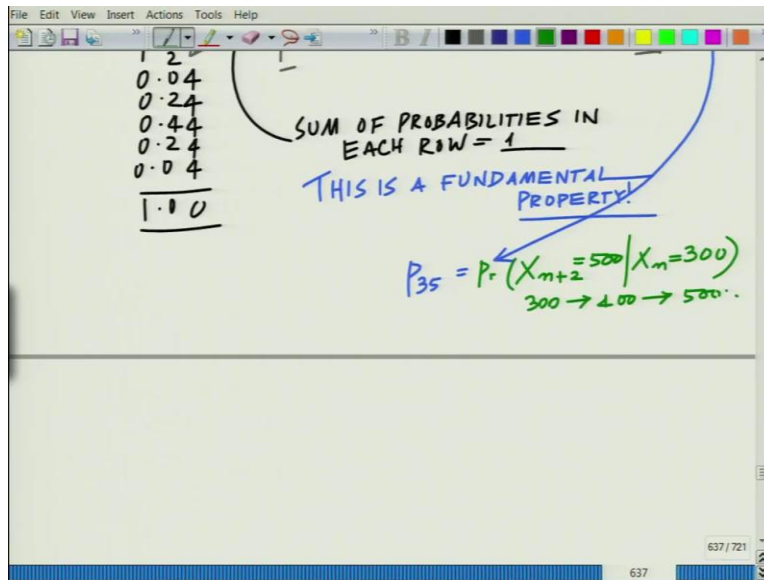 File Edit View Insert Actions Tools Help
B I
1 2
0.04
0.24
0.44
0.24
0.04
1.00
SUM OF PROBABILITIES IN
EACH ROW = 1
THIS IS A FUNDAMENTAL
PROPERTY!
P35 = Pr (Xn+2 = 500 | Xn = 300)
300 → 400 → 500.
637/721
637